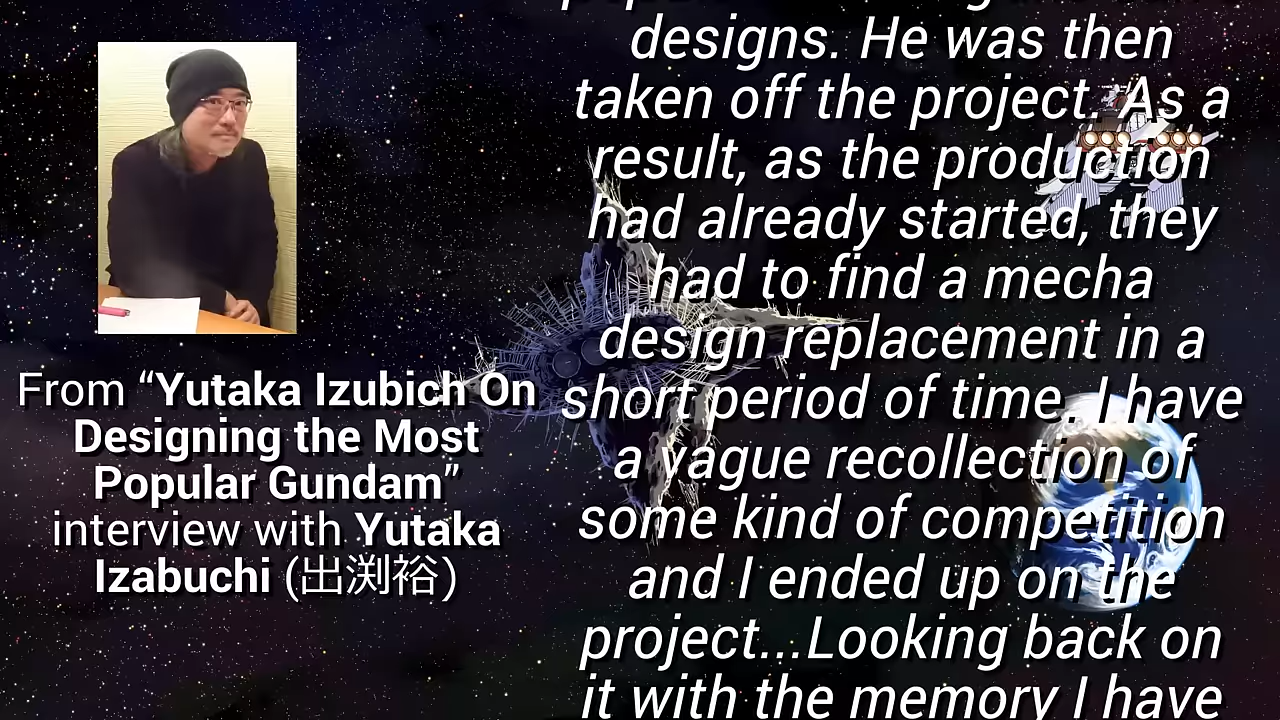 From “Yutaka Izubich On
Designing the Most
Popular Gundam”
interview with Yutaka
Izabuchi (出渕裕)
designs. He was then
taken off the project. As a
result, as the production
had already started, they
had to find a mecha
design replacement in a
short period of time. I have
a vague recollection of
some kind of competition
and I ended up on the
project...Looking back on
it with the memory I have